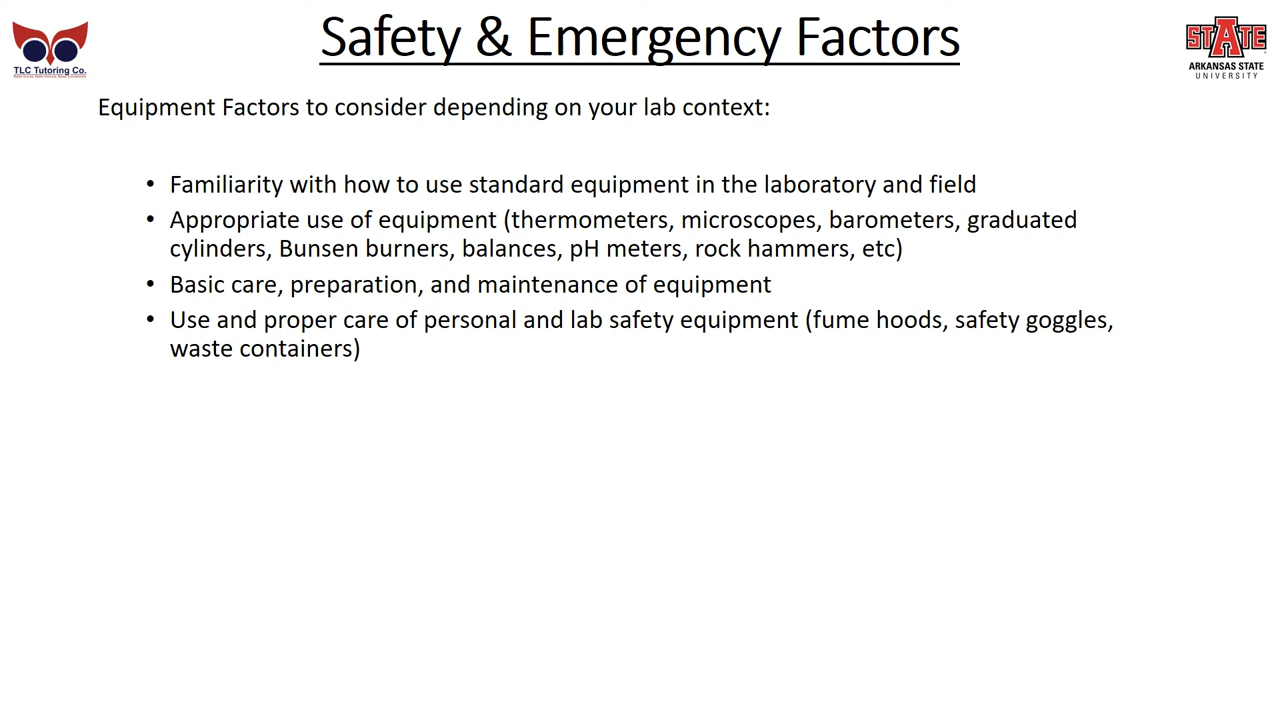 Safety & Emergency Factors
TLC Tutoring Co.
STATE
ARKANSAS STATE
UNIVERSITY
Equipment Factors to consider depending on your lab context:
• Familiarity with how to use standard equipment in the laboratory and field
• Appropriate use of equipment (thermometers, microscopes, barometers, graduated
cylinders, Bunsen burners, balances, pH meters, rock hammers, etc)
• Basic care, preparation, and maintenance of equipment
• Use and proper care of personal and lab safety equipment (fume hoods, safety goggles,
waste containers)